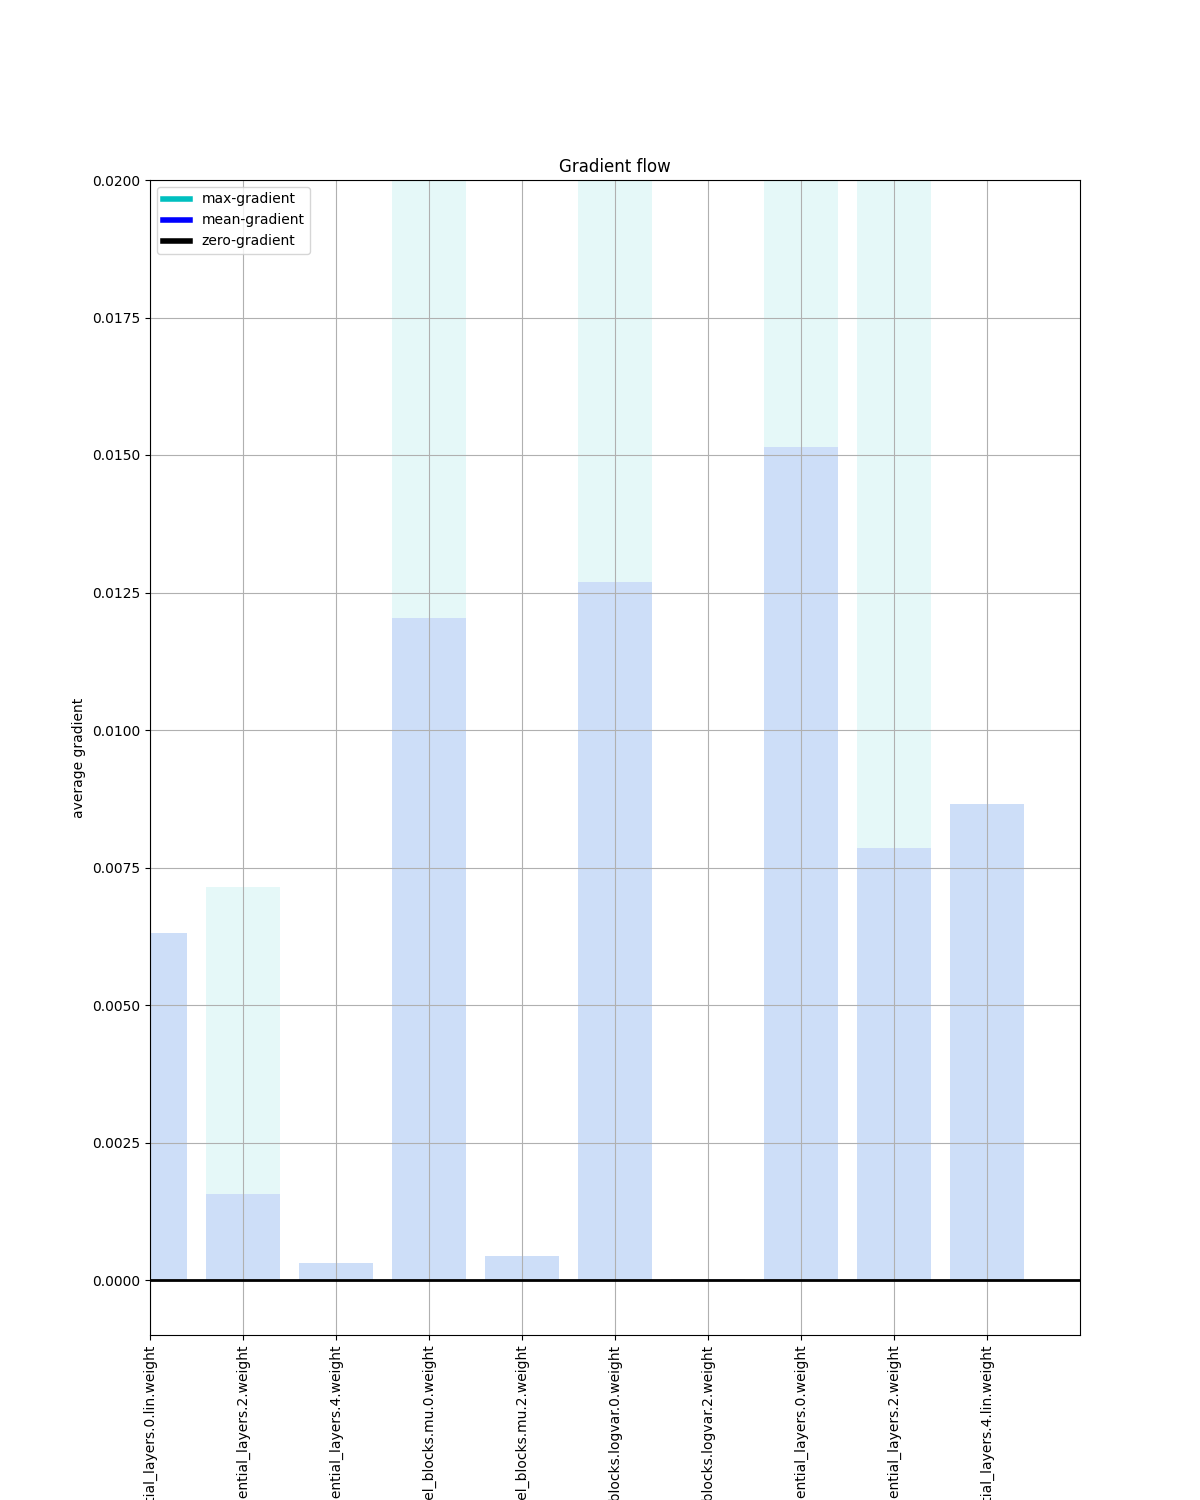 Gradient flow
max-gradient
mean-gradient
zero-gradient
0.0200
0.0175
0.0150
0.0125
0.0100
0.0075
0.0050
0.0025
0.0000
average gradient
tial_layers.0.lin.weight
ential_layers.2.weight
ential_layers.4.weight
el_blocks.mu.0.weight
el_blocks.mu.2.weight
blocks.logvar.0.weight
blocks.logvar.2.weight
ential_layers.0.weight
ential_layers.2.weight
tial_layers.4.lin.weight